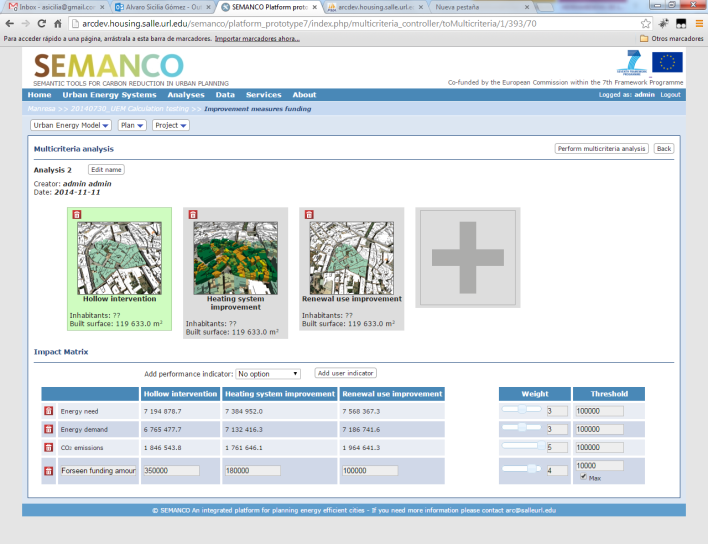 Inbox - asicilia@gmail.cor
Alvaro Sicilia Gómez - Out
SEMANCO Platform proto
arcdev.housing.salle.url.ed
Nueva pestaña
arcdev.housing.salle.url.edu/semanco/platform_prototype7/index.php/multicriteria_controller/toMulticriteria/1/393/70
Para acceder rápido a una página, arrástrala a esta barra de marcadores. Importar marcadores ahora...
Otros marcadores
SEMANCO
SEMANTIC TOOLS FOR CARBON REDUCTION IN URBAN PLANNING
Co-funded by the European Commission within the 7th Framework Programme
Home Urban Energy Systems Analyses Data Services About
Logged as: admin Logout
Manresa >> 20140730_UEM Calculation testing >> Improvement measures funding
Urban Energy Model Plan Project
Multicriteria analysis
Perform multicriteria analysis Back
Analysis 2 Edit name
Creator: admin admin
Date: 2014-11-11
Hollow intervention
Inhabitants: ??
Built surface: 119 633.0 m²
Heating system improvement
Inhabitants: ??
Built surface: 119 633.0 m²
Renewal use improvement
Inhabitants: ??
Built surface: 119 633.0 m²
Impact Matrix
Add performance indicator: No option Add user indicator
Hollow intervention Heating system improvement Renewal use improvement Weight Threshold
Energy need 7 194 878.7 7 384 952.0 7 568 367.3 3 100000
Energy demand 6 765 477.7 7 132 416.3 7 186 741.6 3 100000
CO₂ emissions 1 846 543.8 1 761 646.1 1 964 641.3 5 100000
Forseen funding amour 350000 180000 100000 4 10000
Max
© SEMANCO An integrated platform for planning energy efficient cities - If you need more information please contact arc@salleurl.edu